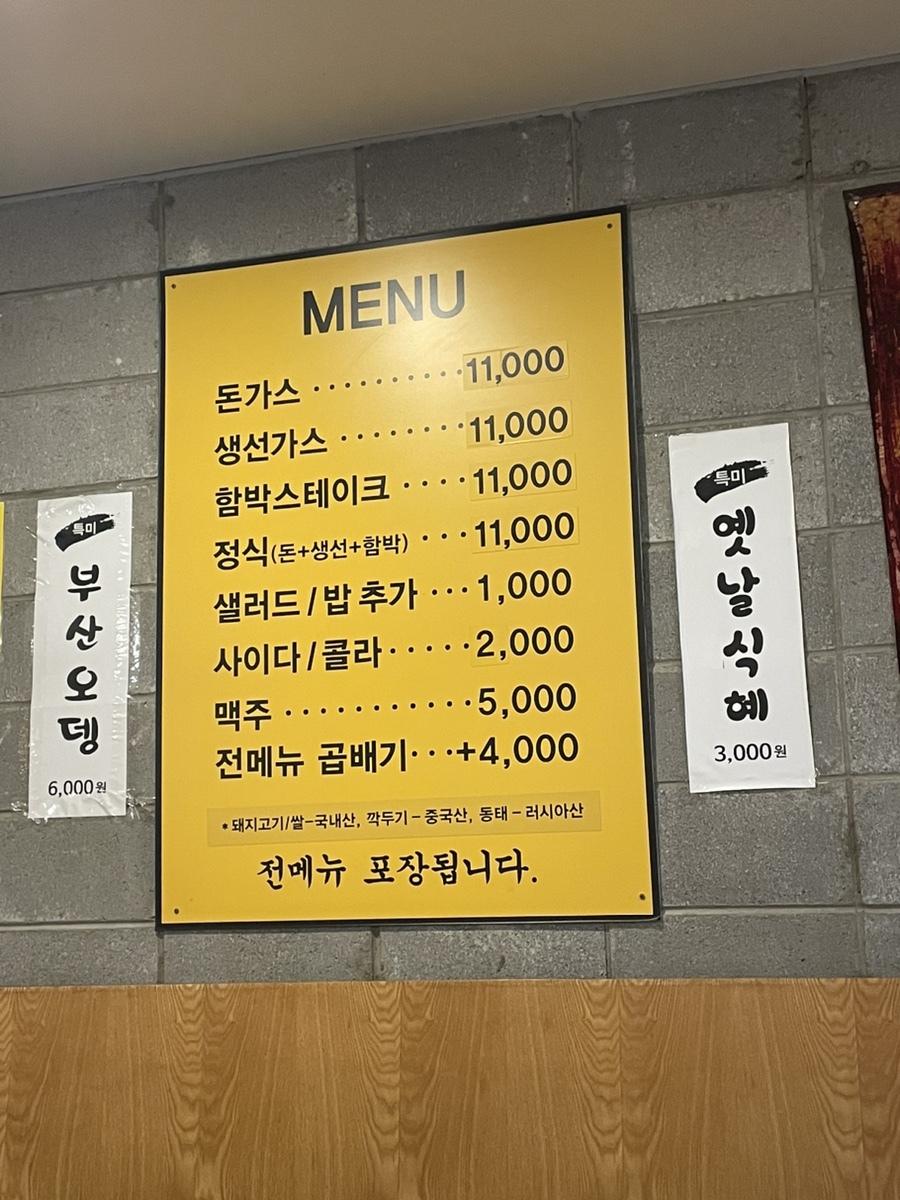 MENU
돈가스 ·········· 11,000
생선가스 ········ 11,000
함박스테이크 ···· 11,000
정식(돈+생선+함박) ··· 11,000
샐러드/밥 추가 ··· 1,000
사이다/콜라 ····· 2,000
맥주 ··········· 5,000
전메뉴 곱배기 ··· +4,000
*돼지고기/쌀-국내산, 깍두기-중국산, 동태-러시아산
전메뉴 포장됩니다.
특미
부산오뎅
6,000원
특미
옛날식혜
3,000원